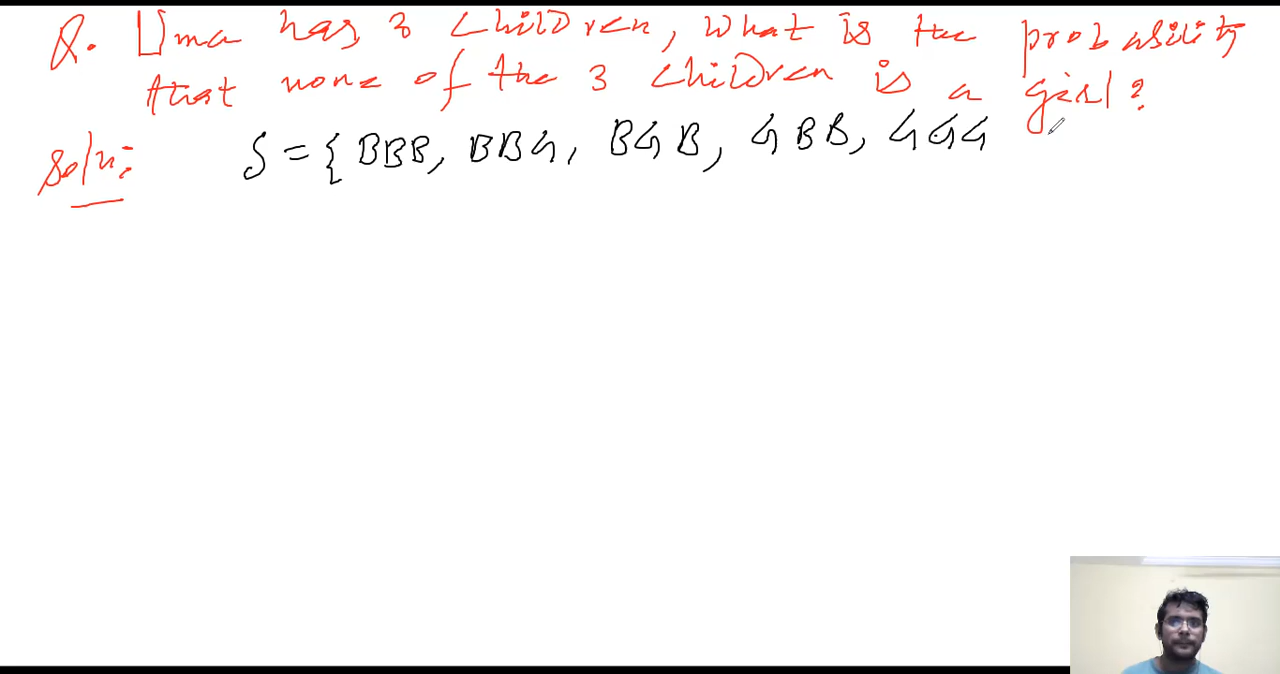 Q. Uma has 3 children, what is the probability
that none of the 3 children is a girl?
Soln:
S = { BBB, BBG, BGB, GBB, GGG